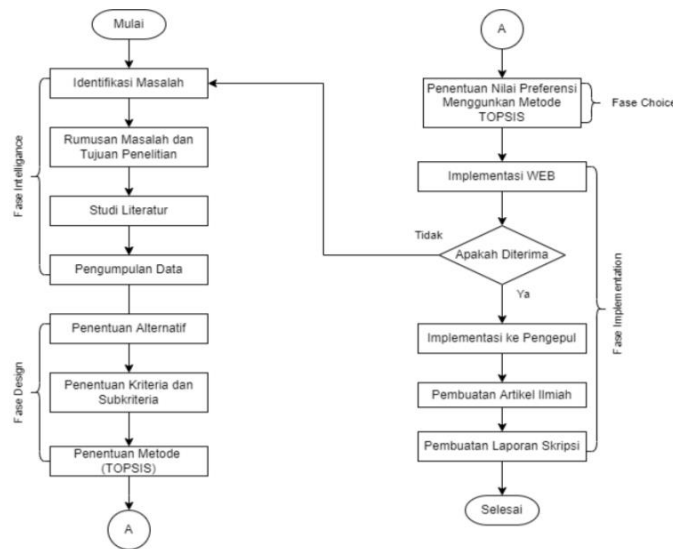 Mulai
Identifikasi Masalah
Rumusan Masalah dan
Tujuan Penelitian
Studi Literatur
Pengumpulan Data
Fase Intelligance
Penentuan Alternatif
Penentuan Kriteria dan
Subkriteria
Penentuan Metode
(TOPSIS)
Fase Design
A
A
Penentuan Nilai Preferensi
Menggunkan Metode
TOPSIS
Fase Choice
Implementasi WEB
Apakah Diterima
Tidak
Ya
Implementasi ke Pengepul
Pembuatan Artikel Ilmiah
Pembuatan Laporan Skripsi
Fase Implementation
Selesai